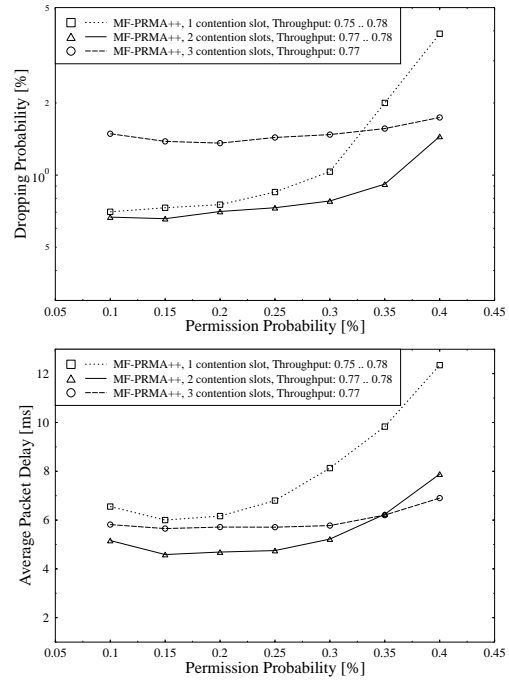 5
2
10^0
5
Dropping Probability [%]
MF-PRMA++, 1 contention slot, Throughput: 0.75 .. 0.78
MF-PRMA++, 2 contention slots, Throughput: 0.77 .. 0.78
MF-PRMA++, 3 contention slots, Throughput: 0.77
0.05 0.1 0.15 0.2 0.25 0.3 0.35 0.4 0.45
Permission Probability [%]
12
10
8
6
4
2
Average Packet Delay [ms]
MF-PRMA++, 1 contention slot, Throughput: 0.75 .. 0.78
MF-PRMA++, 2 contention slots, Throughput: 0.77 .. 0.78
MF-PRMA++, 3 contention slots, Throughput: 0.77
0.05 0.1 0.15 0.2 0.25 0.3 0.35 0.4 0.45
Permission Probability [%]